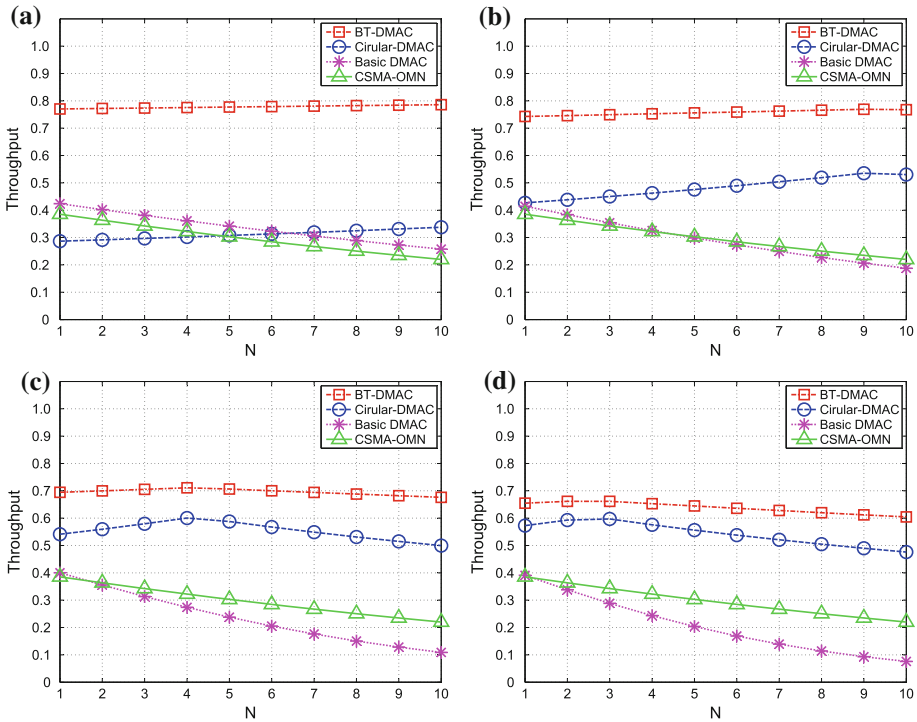 (a)
1.0
0.9
0.8
0.7
0.6
0.5
0.4
0.3
0.2
0.1
0
Throughput
1 2 3 4 5 6 7 8 9 10
N
BT-DMAC
Cirular-DMAC
Basic DMAC
CSMA-OMN
(b)
1.0
0.9
0.8
0.7
0.6
0.5
0.4
0.3
0.2
0.1
0
Throughput
1 2 3 4 5 6 7 8 9 10
N
BT-DMAC
Cirular-DMAC
Basic DMAC
CSMA-OMN
(c)
1.0
0.9
0.8
0.7
0.6
0.5
0.4
0.3
0.2
0.1
0
Throughput
1 2 3 4 5 6 7 8 9 10
N
BT-DMAC
Cirular-DMAC
Basic DMAC
CSMA-OMN
(d)
1.0
0.9
0.8
0.7
0.6
0.5
0.4
0.3
0.2
0.1
0
Throughput
1 2 3 4 5 6 7 8 9 10
N
BT-DMAC
Cirular-DMAC
Basic DMAC
CSMA-OMN